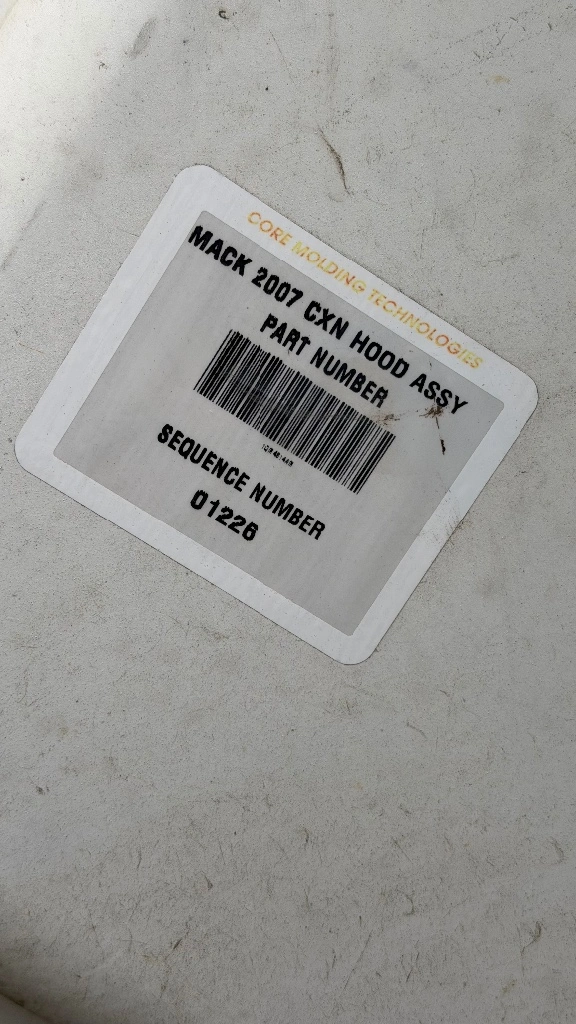 CORE MOLDING TECHNOLOGIES
MACK 2007 CXN HOOD ASSY
PART NUMBER
SEQUENCE NUMBER
01226